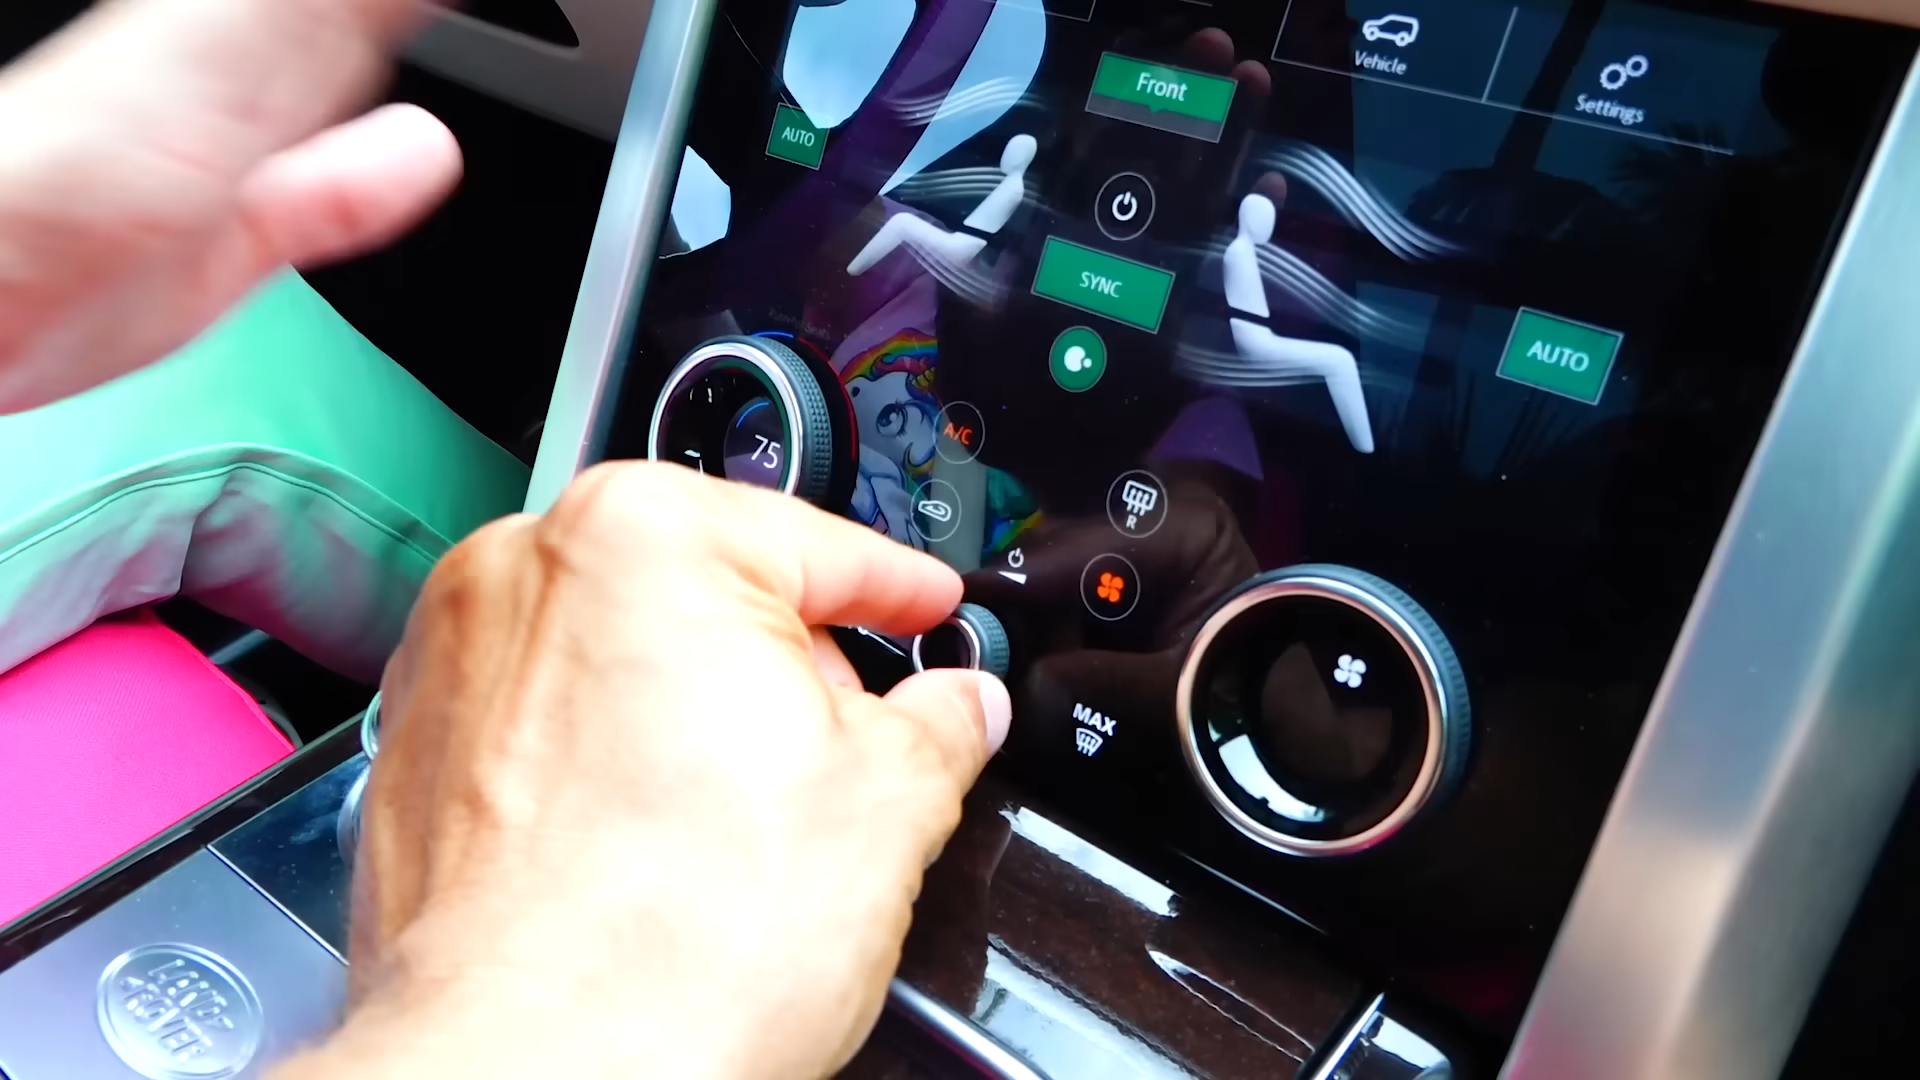 Vehicle
Settings
Front
AUTO
SYNC
AUTO
75
A/C
R
MAX
LAND
ROVER